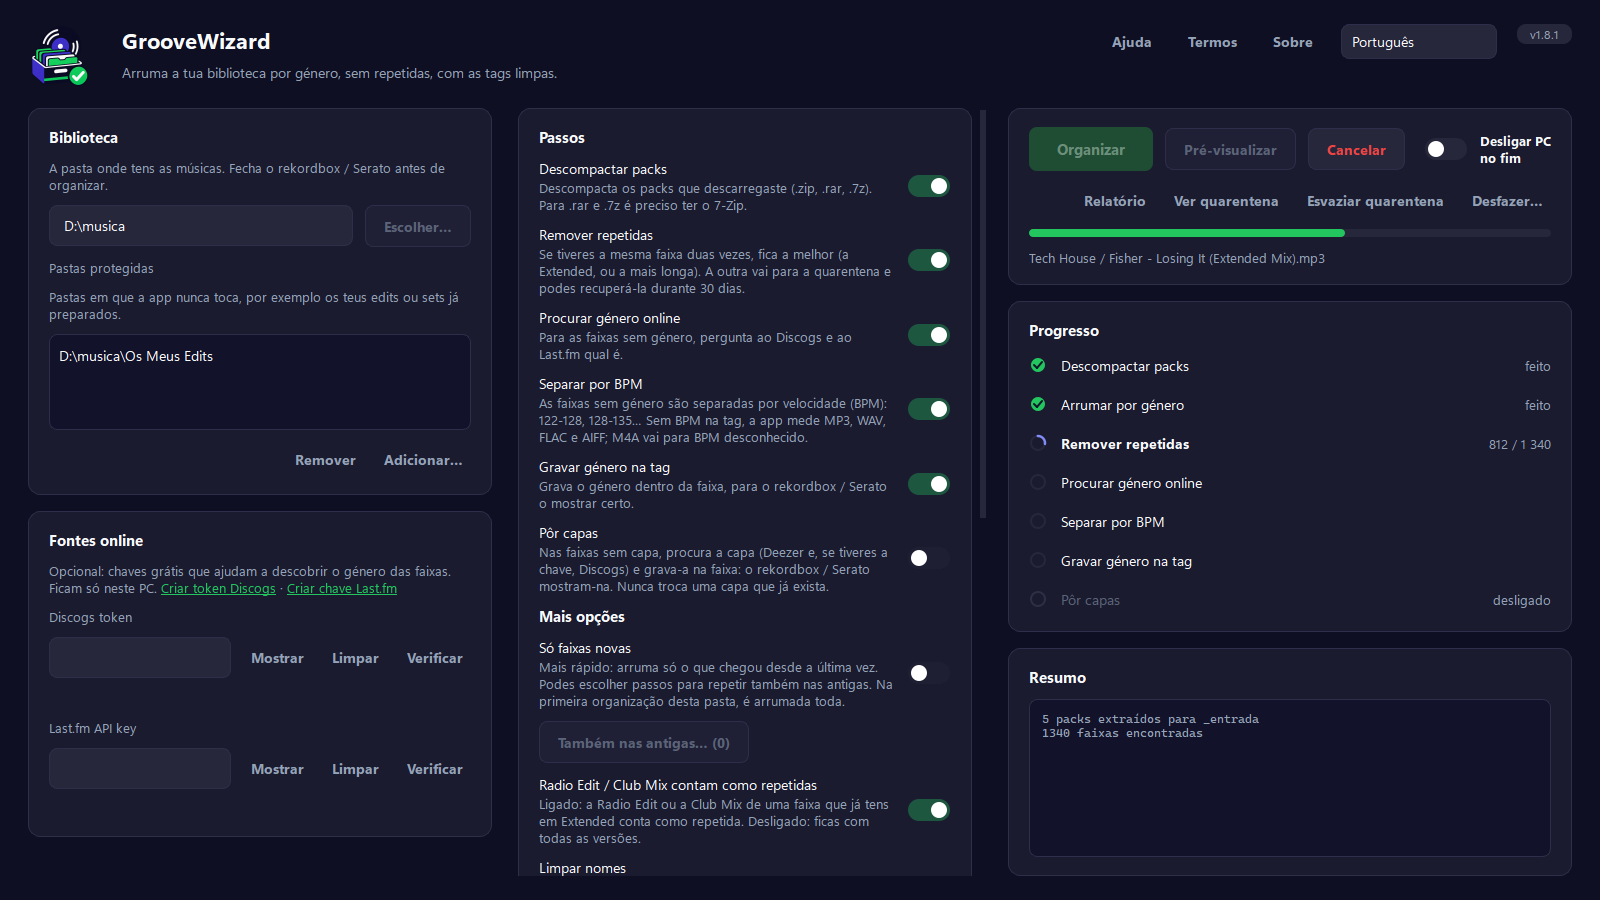 GrooveWizard
Arruma a tua biblioteca por género, sem repetidas, com as tags limpas.
Ajuda
Termos
Sobre
Português
v1.8.1
Biblioteca
A pasta onde tens as músicas. Fecha o rekordbox / Serato antes de
organizar.
D:\musica
Escolher...
Pastas protegidas
Pastas em que a app nunca toca, por exemplo os teus edits ou sets já
preparados.
D:\musica\Os Meus Edits
Remover
Adicionar...
Fontes online
Opcional: chaves grátis que ajudam a descobrir o género das faixas.
Ficam só neste PC. Criar token Discogs · Criar chave Last.fm
Discogs token
Mostrar
Limpar
Verificar
Last.fm API key
Mostrar
Limpar
Verificar
Passos
Descompactar packs
Descompacta os packs que descarregaste (.zip, .rar, .7z).
Para .rar e .7z é preciso ter o 7-Zip.
Remover repetidas
Se tiveres a mesma faixa duas vezes, fica a melhor (a
Extended, ou a mais longa). A outra vai para a quarentena e
podes recuperá-la durante 30 dias.
Procurar género online
Para as faixas sem género, pergunta ao Discogs e ao
Last.fm qual é.
Separar por BPM
As faixas sem género são separadas por velocidade (BPM):
122-128, 128-135... Sem BPM na tag, a app mede MP3, WAV,
FLAC e AIFF; M4A vai para BPM desconhecido.
Gravar género na tag
Grava o género dentro da faixa, para o rekordbox / Serato
o mostrar certo.
Pôr capas
Nas faixas sem capa, procura a capa (Deezer e, se tiveres a
chave, Discogs) e grava-a na faixa: o rekordbox / Serato
mostram-na. Nunca troca uma capa que já exista.
Mais opções
Só faixas novas
Mais rápido: arruma só o que chegou desde a última vez.
Podes escolher passos para repetir também nas antigas. Na
primeira organização desta pasta, é arrumada toda.
Também nas antigas... (0)
Radio Edit / Club Mix contam como repetidas
Ligado: a Radio Edit ou a Club Mix de uma faixa que já tens
em Extended conta como repetida. Desligado: ficas com
todas as versões.
Limpar nomes
Organizar
Pré-visualizar
Cancelar
Desligar PC
no fim
Relatório
Ver quarentena
Esvaziar quarentena
Desfazer...
Tech House / Fisher - Losing It (Extended Mix).mp3
Progresso
Descompactar packs feito
Arrumar por género feito
Remover repetidas 812 / 1 340
Procurar género online
Separar por BPM
Gravar género na tag
Pôr capas desligado
Resumo
5 packs extraídos para _entrada
1340 faixas encontradas